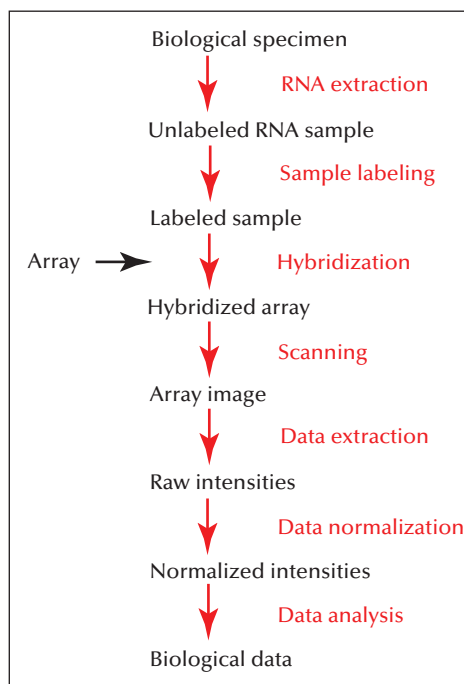 Biological specimen
RNA extraction
Unlabeled RNA sample
Sample labeling
Labeled sample
Array
Hybridization
Hybridized array
Scanning
Array image
Data extraction
Raw intensities
Data normalization
Normalized intensities
Data analysis
Biological data